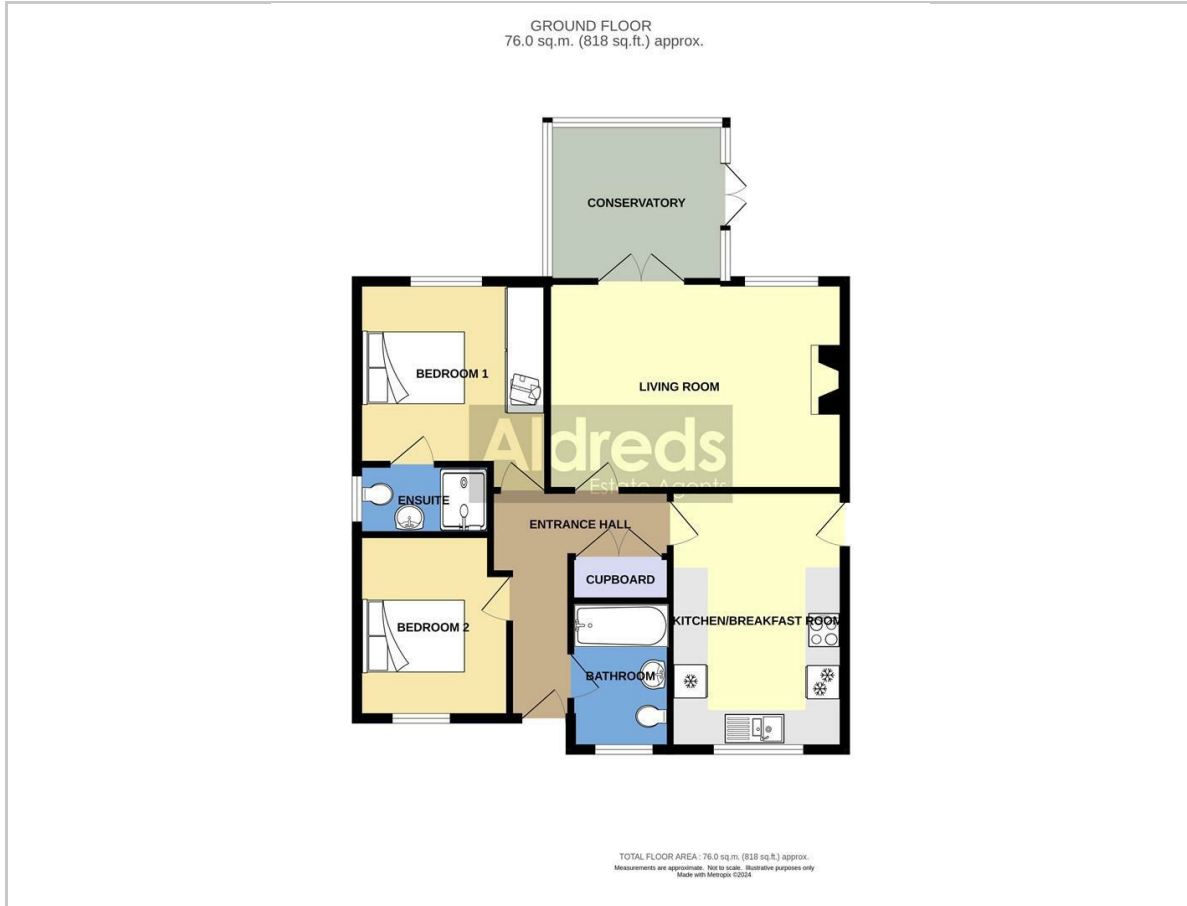 GROUND FLOOR
76.0 sq.m. (818 sq.ft.) approx.
CONSERVATORY
BEDROOM 1
LIVING ROOM
Aldreds
Estate Agents
ENSUITE
ENTRANCE HALL
CUPBOARD
KITCHEN/BREAKFAST ROOM
BEDROOM 2
BATHROOM
TOTAL FLOOR AREA : 76.0 sq.m. (818 sq.ft.) approx.
Measurements are approximate. Not to scale. Illustrative purposes only
Made with Metropix ©2024